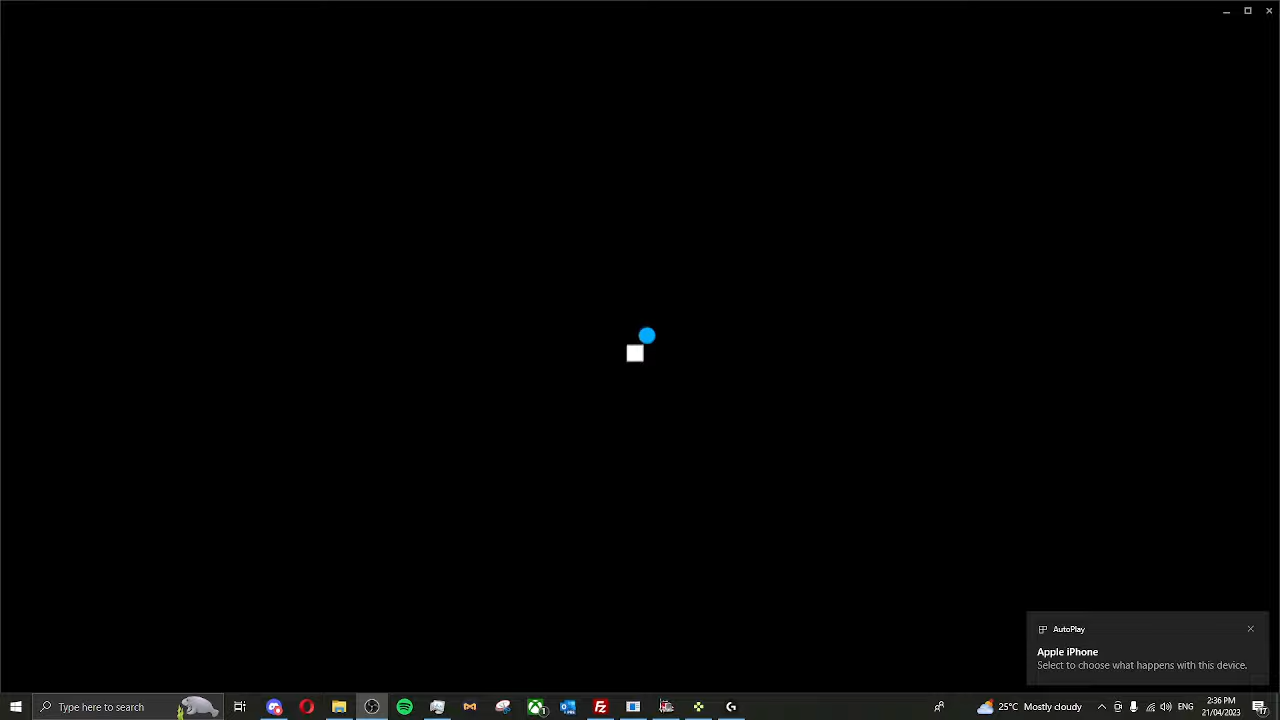 AutoPlay
Apple iPhone
Select to choose what happens with this device.
Type here to search
25°C Mostly cloudy
ENG
2:36 PM
21/04/2023